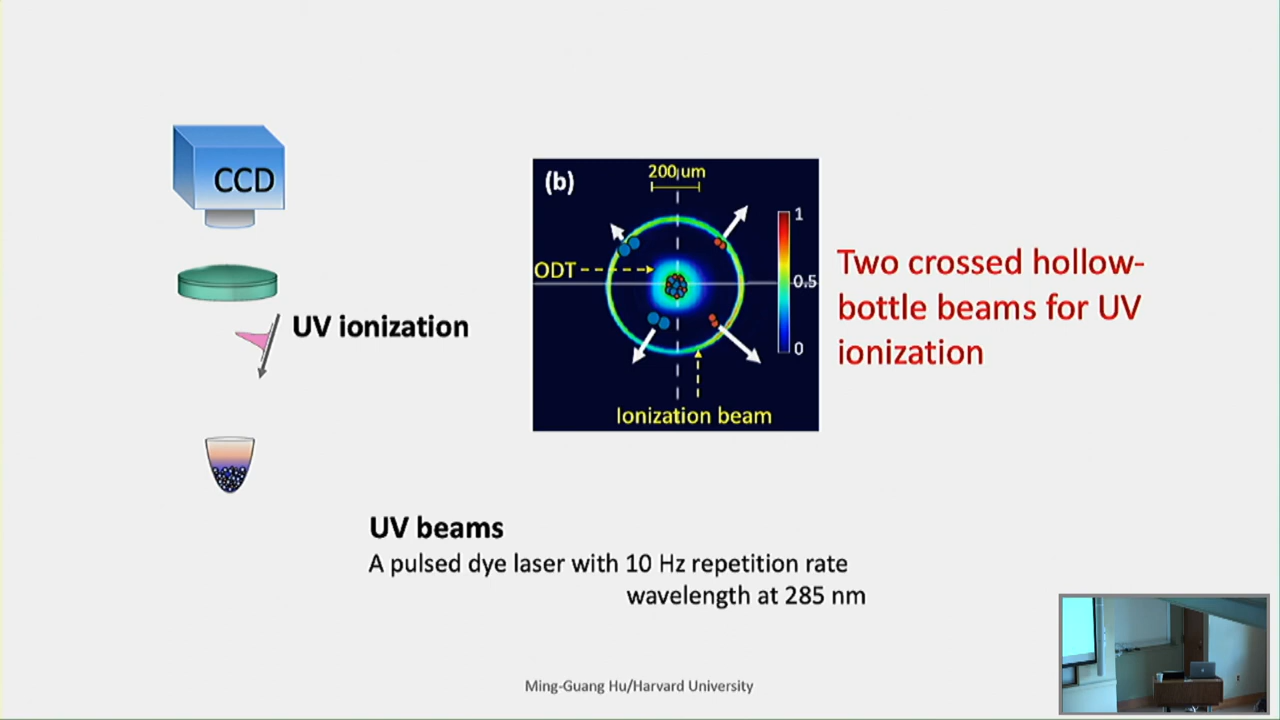 CCD
UV ionization
(b)
200 um
ODT
1
0.5
0
Ionization beam
Two crossed hollow-
bottle beams for UV
ionization
UV beams
A pulsed dye laser with 10 Hz repetition rate
wavelength at 285 nm
Ming-Guang Hu/Harvard University